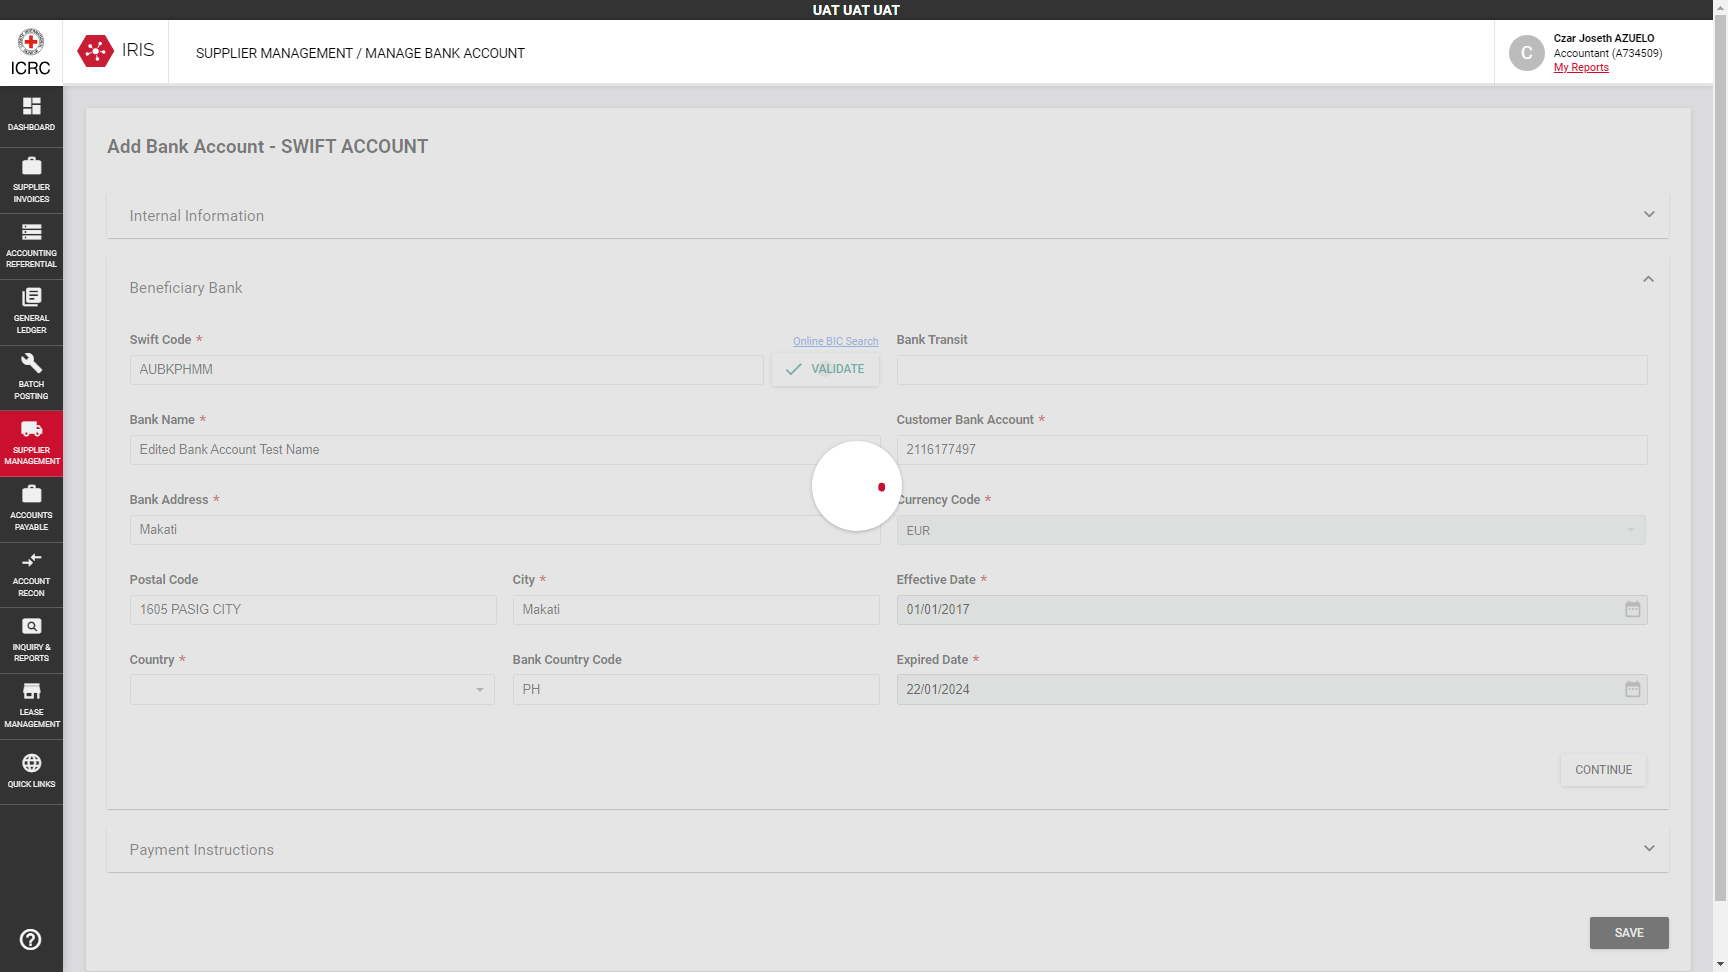 UAT UAT UAT
ICRC
IRIS
SUPPLIER MANAGEMENT / MANAGE BANK ACCOUNT
C
Czar Joseth AZUELO
Accountant (A734509)
My Reports
DASHBOARD
SUPPLIER
INVOICES
ACCOUNTING
REFERENTIAL
GENERAL
LEDGER
BATCH
POSTING
SUPPLIER
MANAGEMENT
ACCOUNTS
PAYABLE
ACCOUNT
RECON
INQUIRY &
REPORTS
LEASE
MANAGEMENT
QUICK LINKS
Add Bank Account - SWIFT ACCOUNT
Internal Information
Beneficiary Bank
Swift Code *
Online BIC Search
Bank Transit
AUBKPHMM
VALIDATE
Bank Name *
Customer Bank Account *
Edited Bank Account Test Name
2116177497
Bank Address *
Currency Code *
Makati
EUR
Postal Code
City *
Effective Date *
1605 PASIG CITY
Makati
01/01/2017
Country *
Bank Country Code
Expired Date *
PH
22/01/2024
CONTINUE
Payment Instructions
SAVE